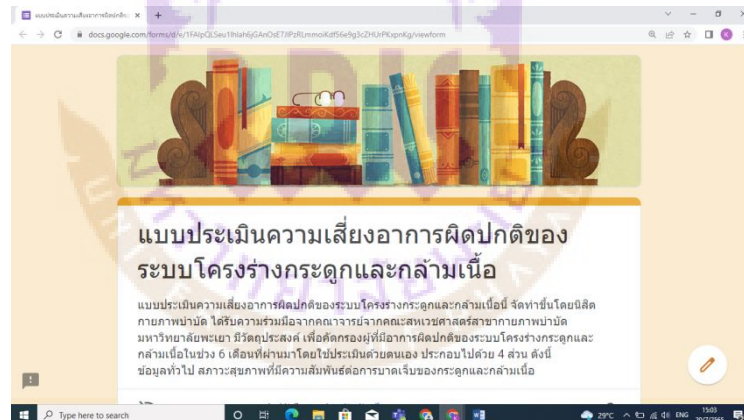 แบบประเมินความเสี่ยงอาการผิดปกติของ
ระบบโครงร่างกระดูกและกล้ามเนื้อ
แบบประเมินความเสี่ยงอาการผิดปกติของระบบโครงร่างกระดูกและกล้ามเนื้อนี้ จัดทำขึ้นโดยนิสิต
กายภาพบำบัด ได้รับความร่วมมือจากคณาจารย์จากคณะสหเวชศาสตร์สาขากายภาพบำบัด
มหาวิทยาลัยพะเยา มีวัตถุประสงค์ เพื่อคัดกรองผู้ที่มีอาการผิดปกติของระบบโครงร่างกระดูกและ
กล้ามเนื้อในช่วง 6 เดือนที่ผ่านมาโดยใช้ประเมินด้วยตนเอง ประกอบไปด้วย 4 ส่วน ดังนี้
ข้อมูลทั่วไป สภาวะสุขภาพที่มีความสัมพันธ์ต่อการบาดเจ็บของกระดูกและกล้ามเนื้อ
Type here to search
29°C
ENG
15:03